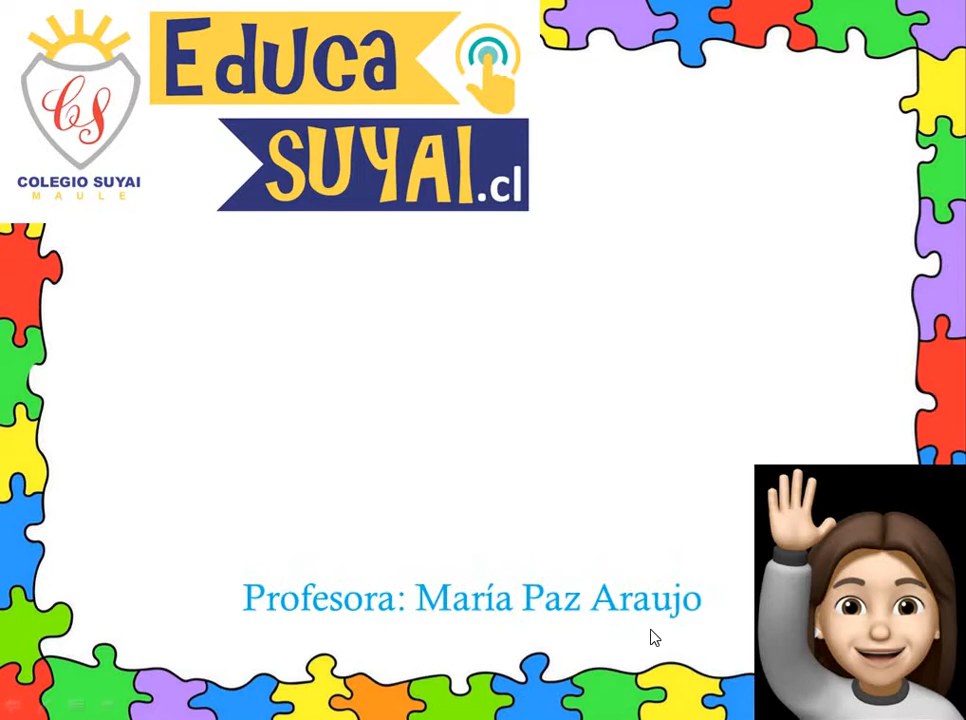 Educa
SUYAI.cl
CS
COLEGIO SUYAI
MAULE
Profesora: María Paz Araujo